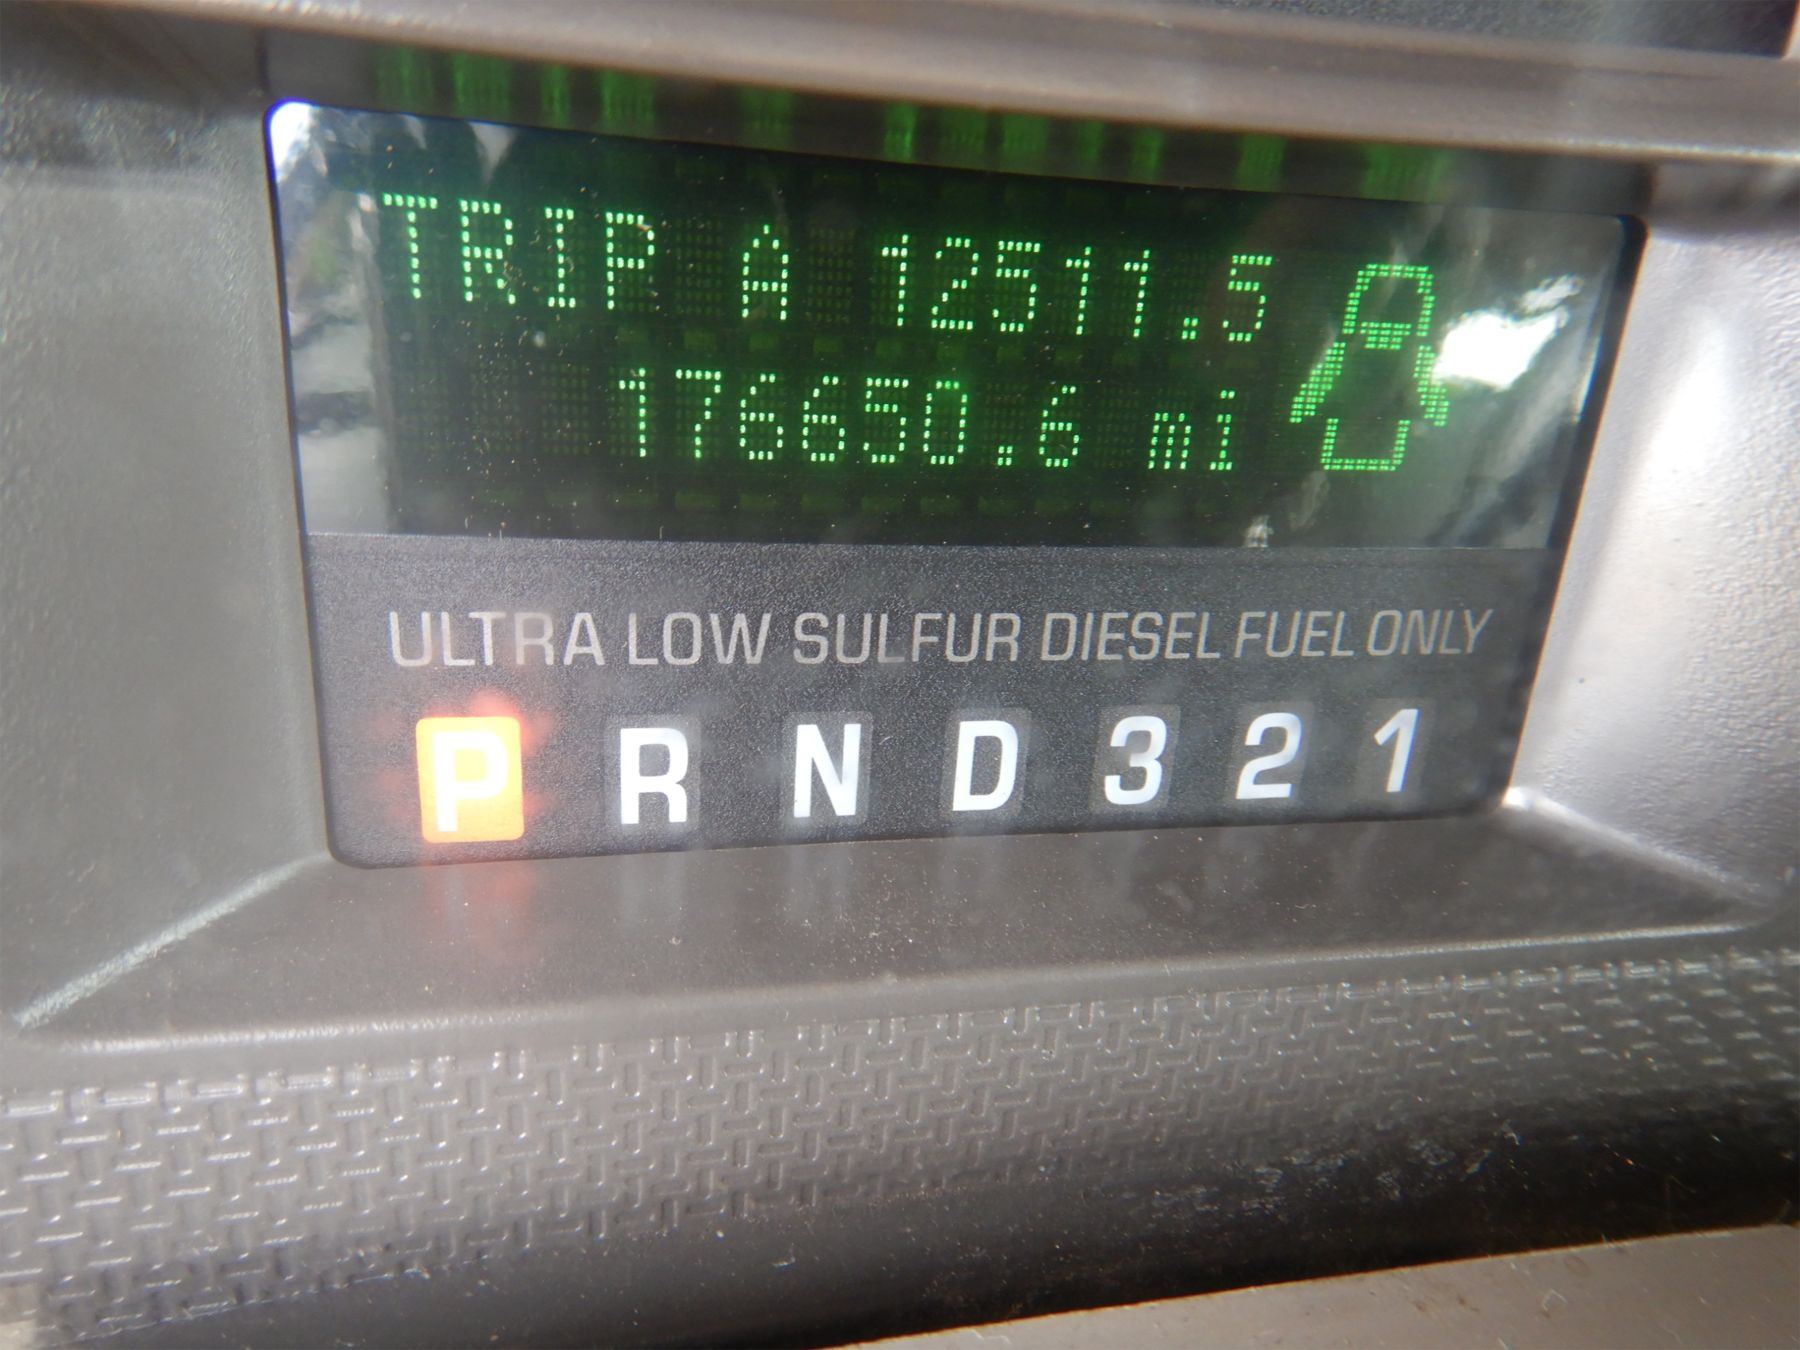 TRIP A 12511.5
176650.6 mi
ULTRA LOW SULFUR DIESEL FUEL ONLY
P R N D 3 2 1